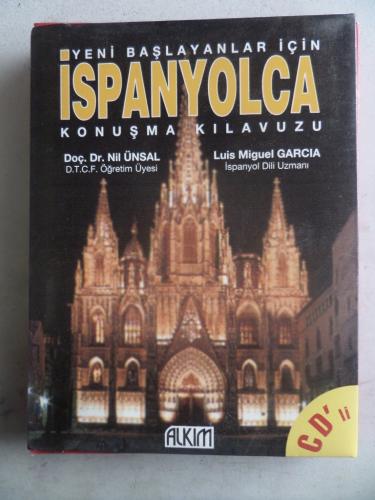 YENİ BAŞLAYANLAR İÇİN
İSPANYOLCA
KONUŞMA KILAVUZU
Doç. Dr. Nil ÜNSAL
D.T.C.F. Öğretim Üyesi
Luis Miguel GARCIA
İspanyol Dili Uzmanı
CD' li
ALKIM